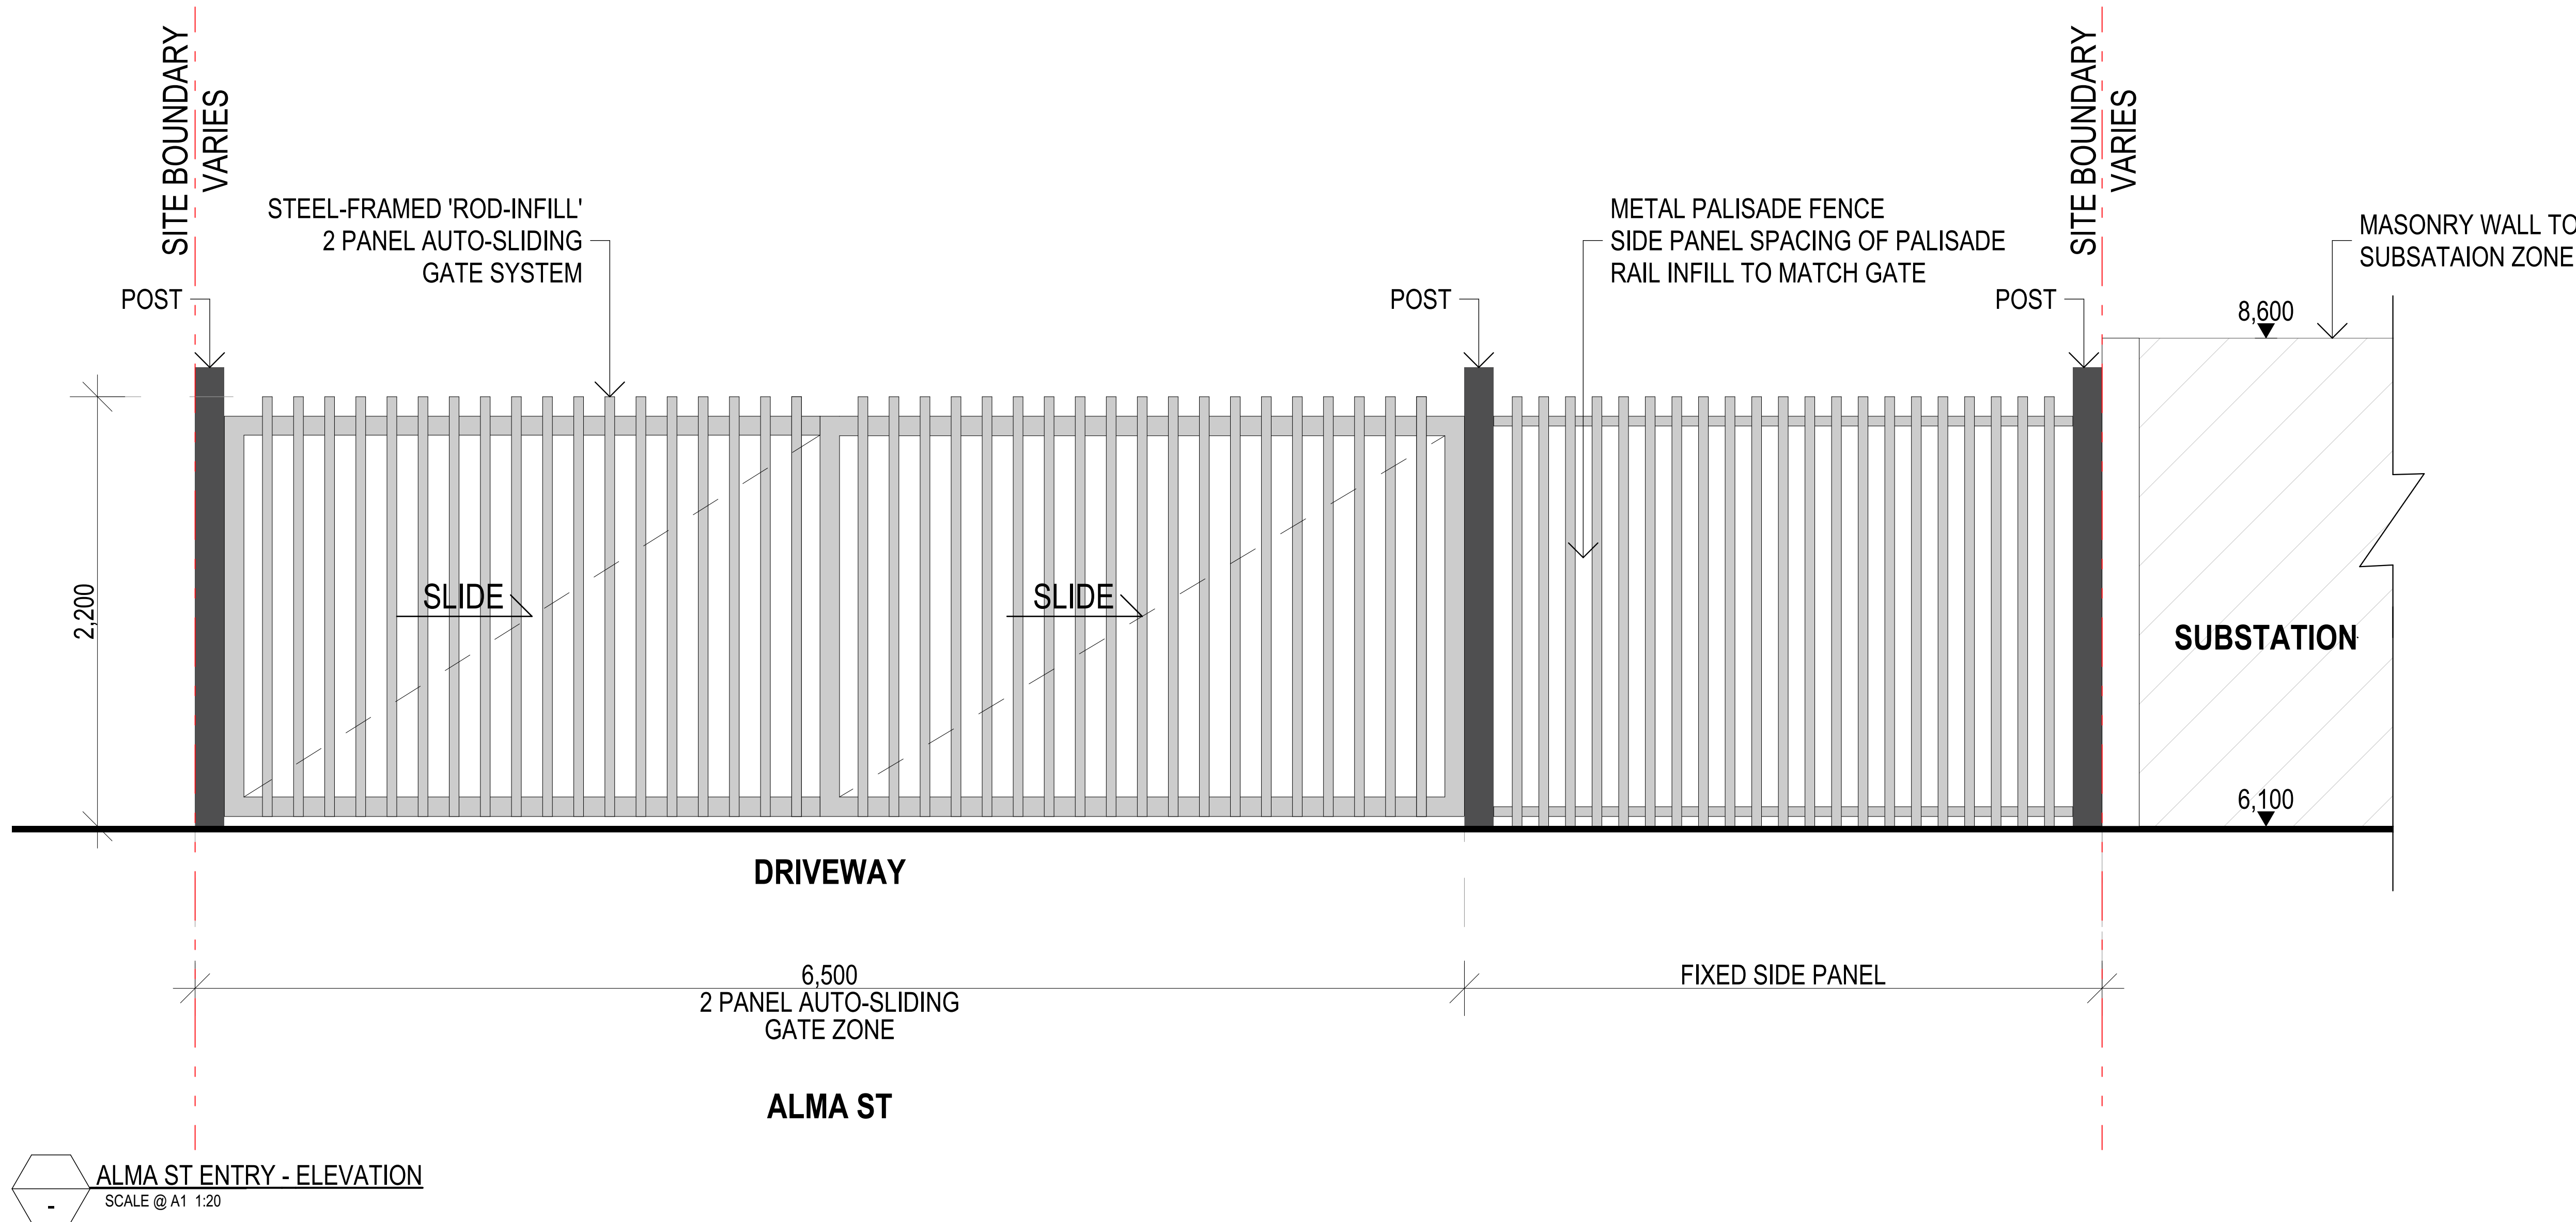 SITE BOUNDARY
VARIES
SITE BOUNDARY
VARIES
STEEL-FRAMED 'ROD-INFILL'
2 PANEL AUTO-SLIDING
GATE SYSTEM
METAL PALISADE FENCE
SIDE PANEL SPACING OF PALISADE
RAIL INFILL TO MATCH GATE
MASONRY WALL TO
SUBSATAION ZONE
POST
POST
POST
8,600
2,200
SLIDE
SLIDE
SUBSTATION
6,100
DRIVEWAY
6,500
2 PANEL AUTO-SLIDING
GATE ZONE
FIXED SIDE PANEL
ALMA ST
ALMA ST ENTRY - ELEVATION
SCALE @ A1 1:20
-